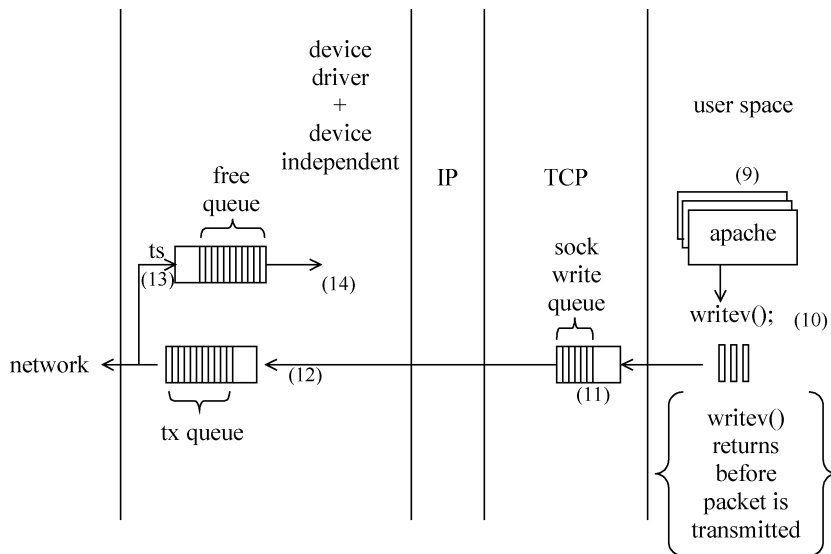 device
driver
+
device
independent
user space
free
queue
IP
TCP
(9)
apache
ts
(13)
(14)
sock
write
queue
writev();
(10)
network
(12)
(11)
tx queue
writev()
returns
before
packet is
transmitted